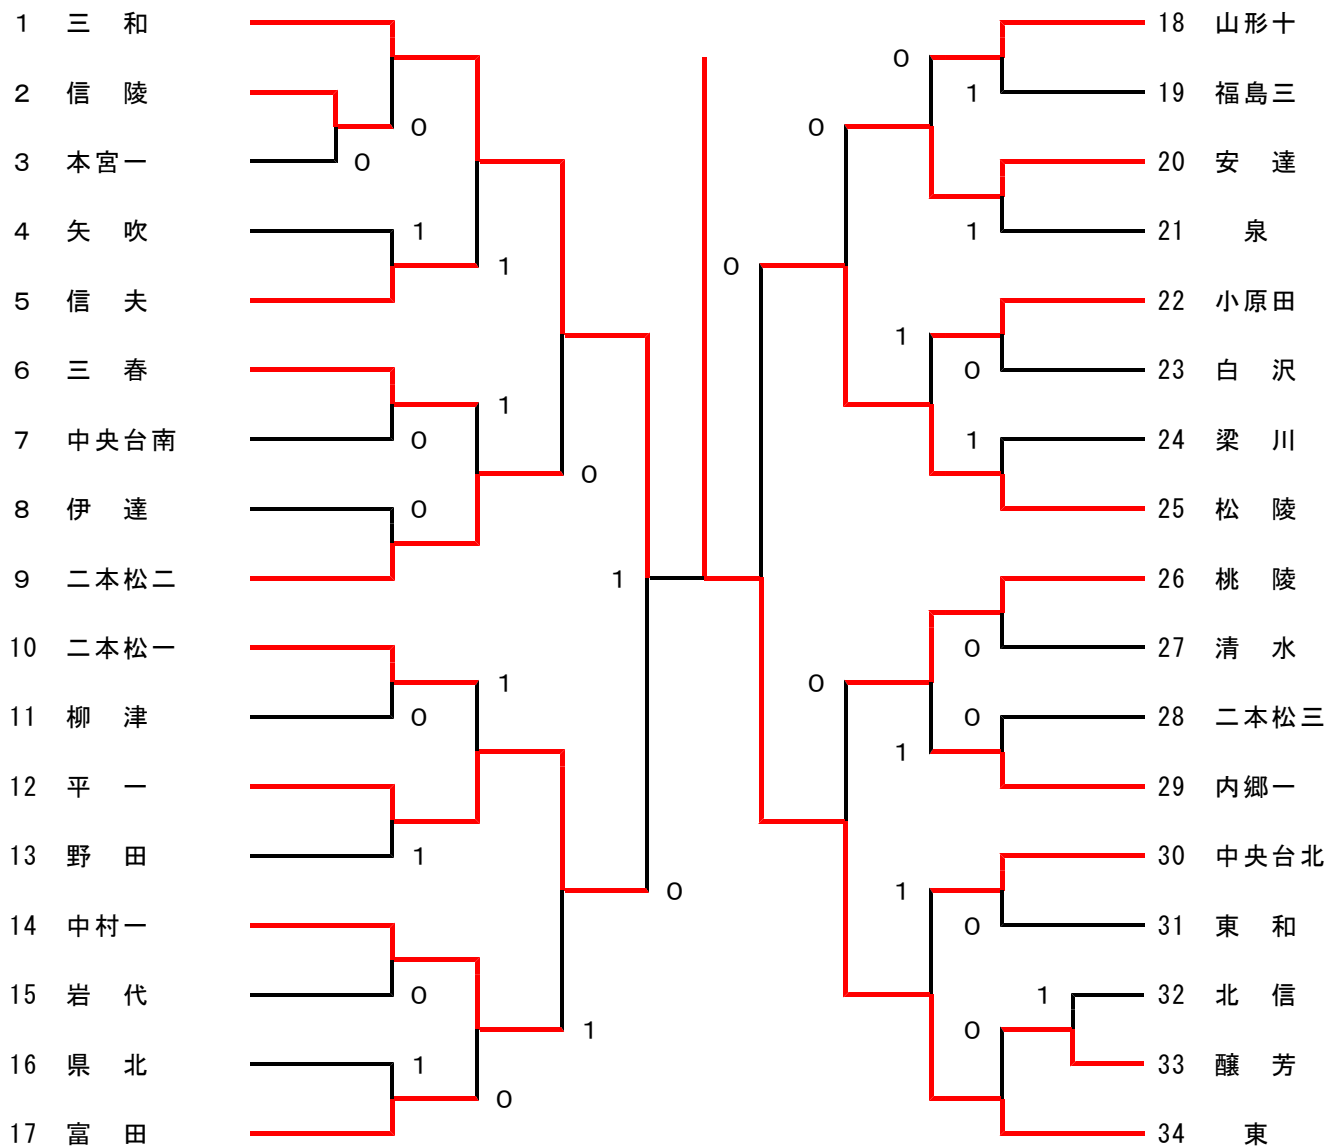 1 三　和
2 信　陵
0
3 本宮一
0
4 矢　吹
1
1
5 信　夫
6 三　春
1
7 中央台南
0
0
8 伊　達
0
9 二本松二
1
10 二本松一
1
11 柳　津
0
12 平　一
13 野　田
1
0
14 中村一
15 岩　代
0
1
16 県　北
1
0
17 富　田
18 山形十
0
1
19 福島三
0
20 安　達
1
21 泉
0
22 小原田
1
0
23 白　沢
1
24 梁　川
25 松　陵
26 桃　陵
0
27 清　水
0
0
28 二本松三
1
29 内郷一
30 中央台北
1
0
31 東　和
1
32 北　信
0
33 醸　芳
34 東